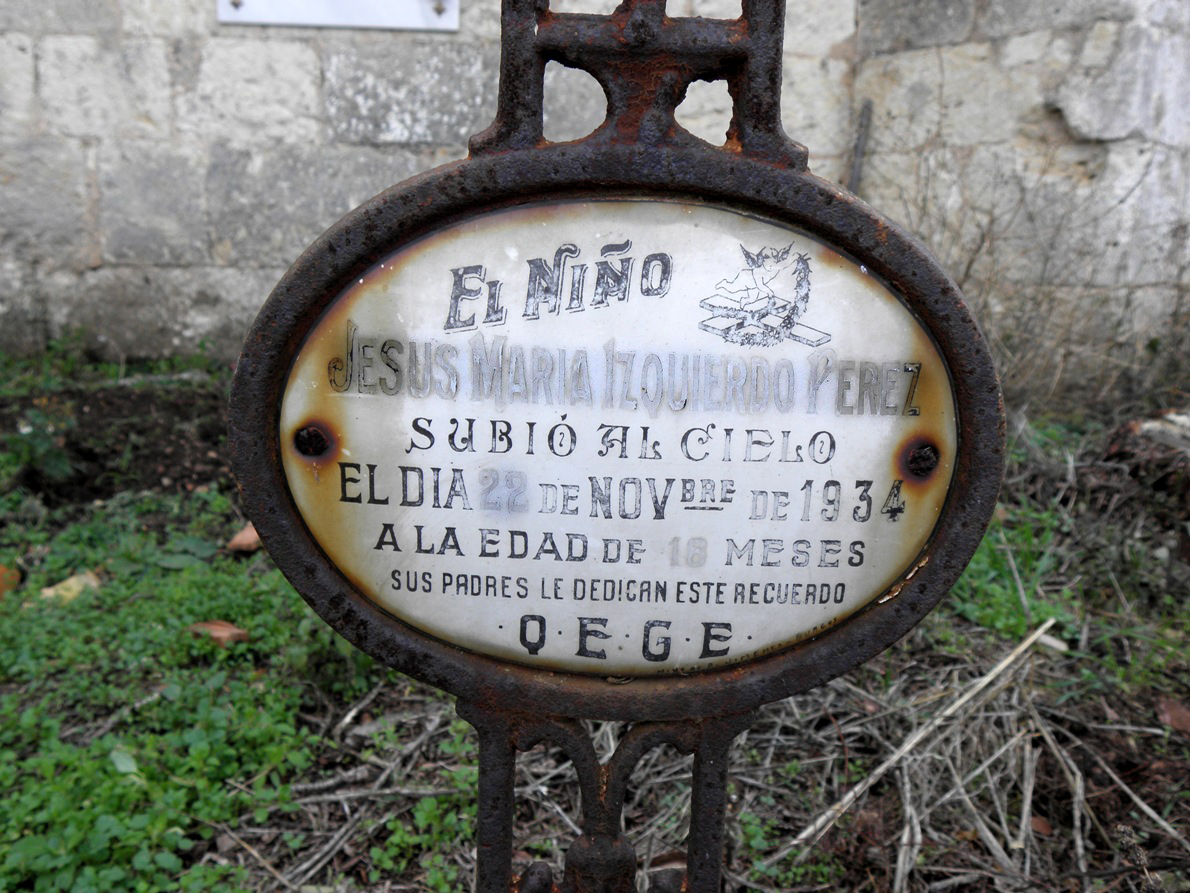 EL NIÑO
JESUS MARIA IZQUIERDO PEREZ
SUBIÓ AL CIELO
EL DIA 22 DE NOVBRE DE 1934
A LA EDAD DE 18 MESES
SUS PADRES LE DEDICAN ESTE RECUERDO
·Q·E·G·E·